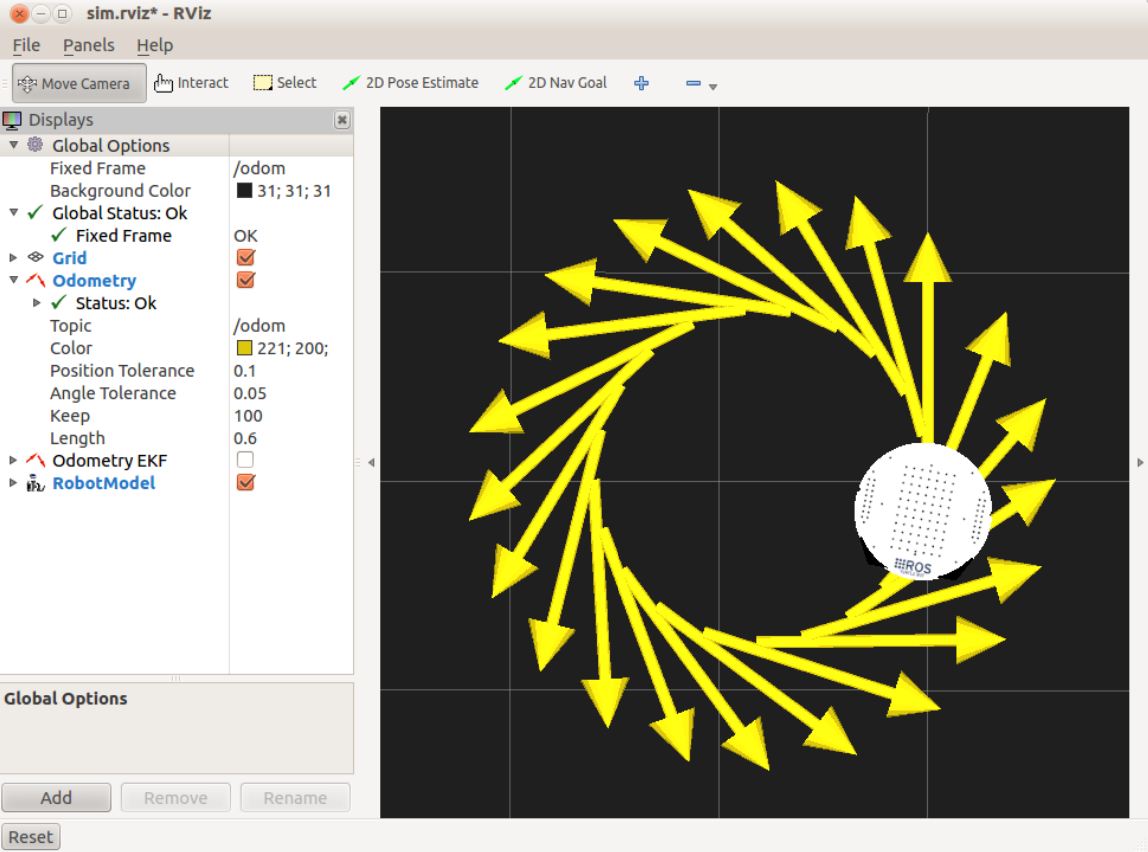 sim.rviz* - RViz
File Panels Help
Move Camera Interact Select 2D Pose Estimate 2D Nav Goal
Displays
Global Options
Fixed Frame /odom
Background Color 31; 31; 31
Global Status: Ok
Fixed Frame OK
Grid
Odometry
Status: Ok
Topic /odom
Color 221; 200;
Position Tolerance 0.1
Angle Tolerance 0.05
Keep 100
Length 0.6
Odometry EKF
RobotModel
Global Options
Add Remove Rename
Reset
ROS